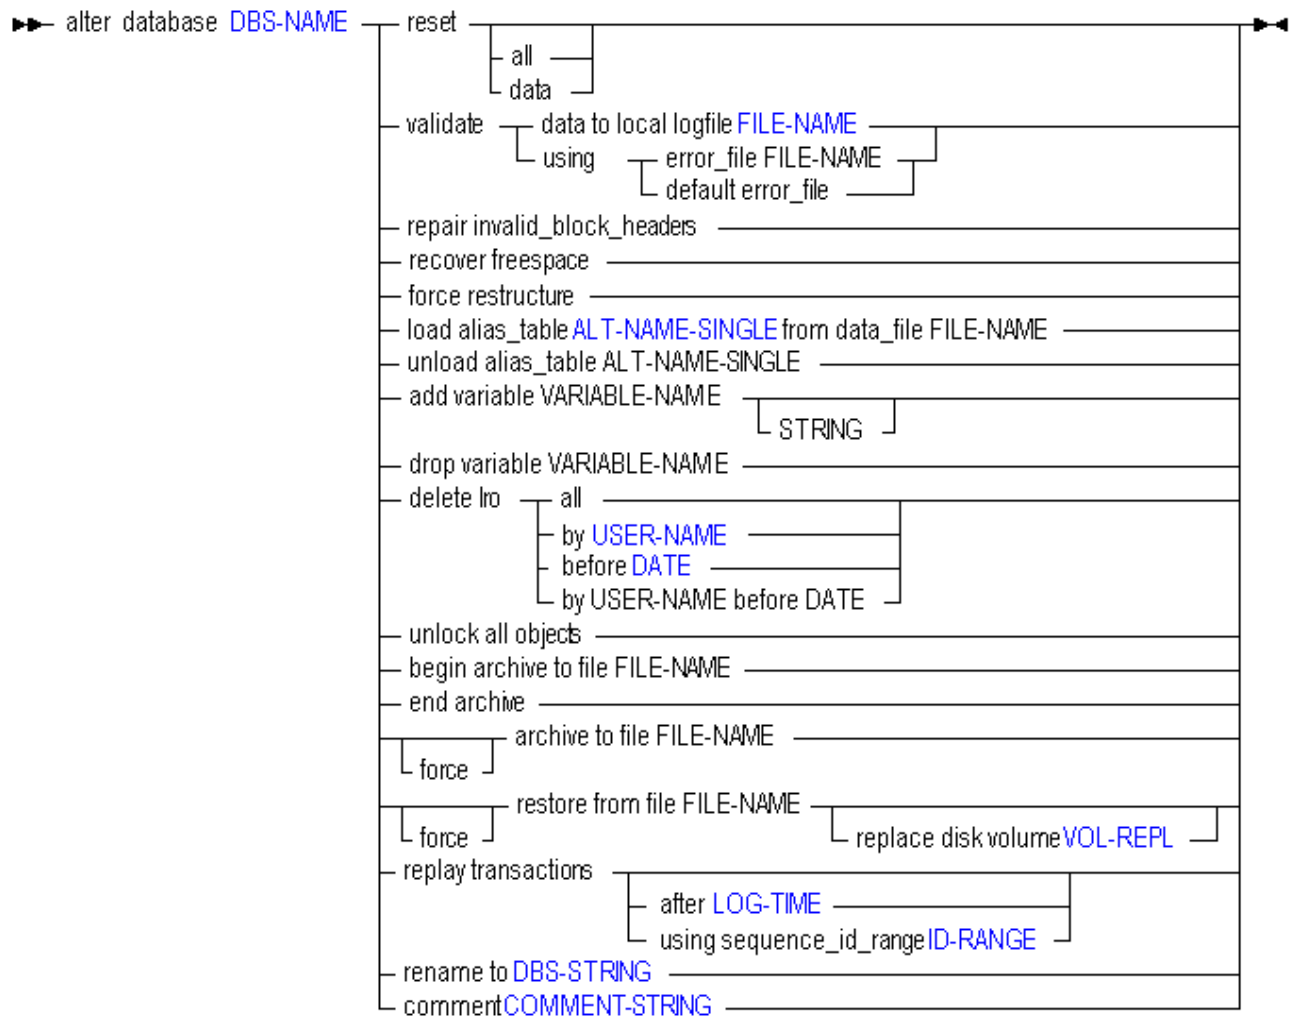 alter database DBS-NAME reset
all
data
validate data to local logfile FILE-NAME
using error_file FILE-NAME
default error_file
repair invalid_block_headers
recover freespace
force restructure
load alias_table ALT-NAME-SINGLE from data_file FILE-NAME
unload alias_table ALT-NAME-SINGLE
add variable VARIABLE-NAME
STRING
drop variable VARIABLE-NAME
delete lro all
by USER-NAME
before DATE
by USER-NAME before DATE
unlock all objects
begin archive to file FILE-NAME
end archive
archive to file FILE-NAME
force
restore from file FILE-NAME
force replace disk volume VOL-REPL
replay transactions
after LOG-TIME
using sequence_id_range ID-RANGE
rename to DBS-STRING
comment COMMENT-STRING